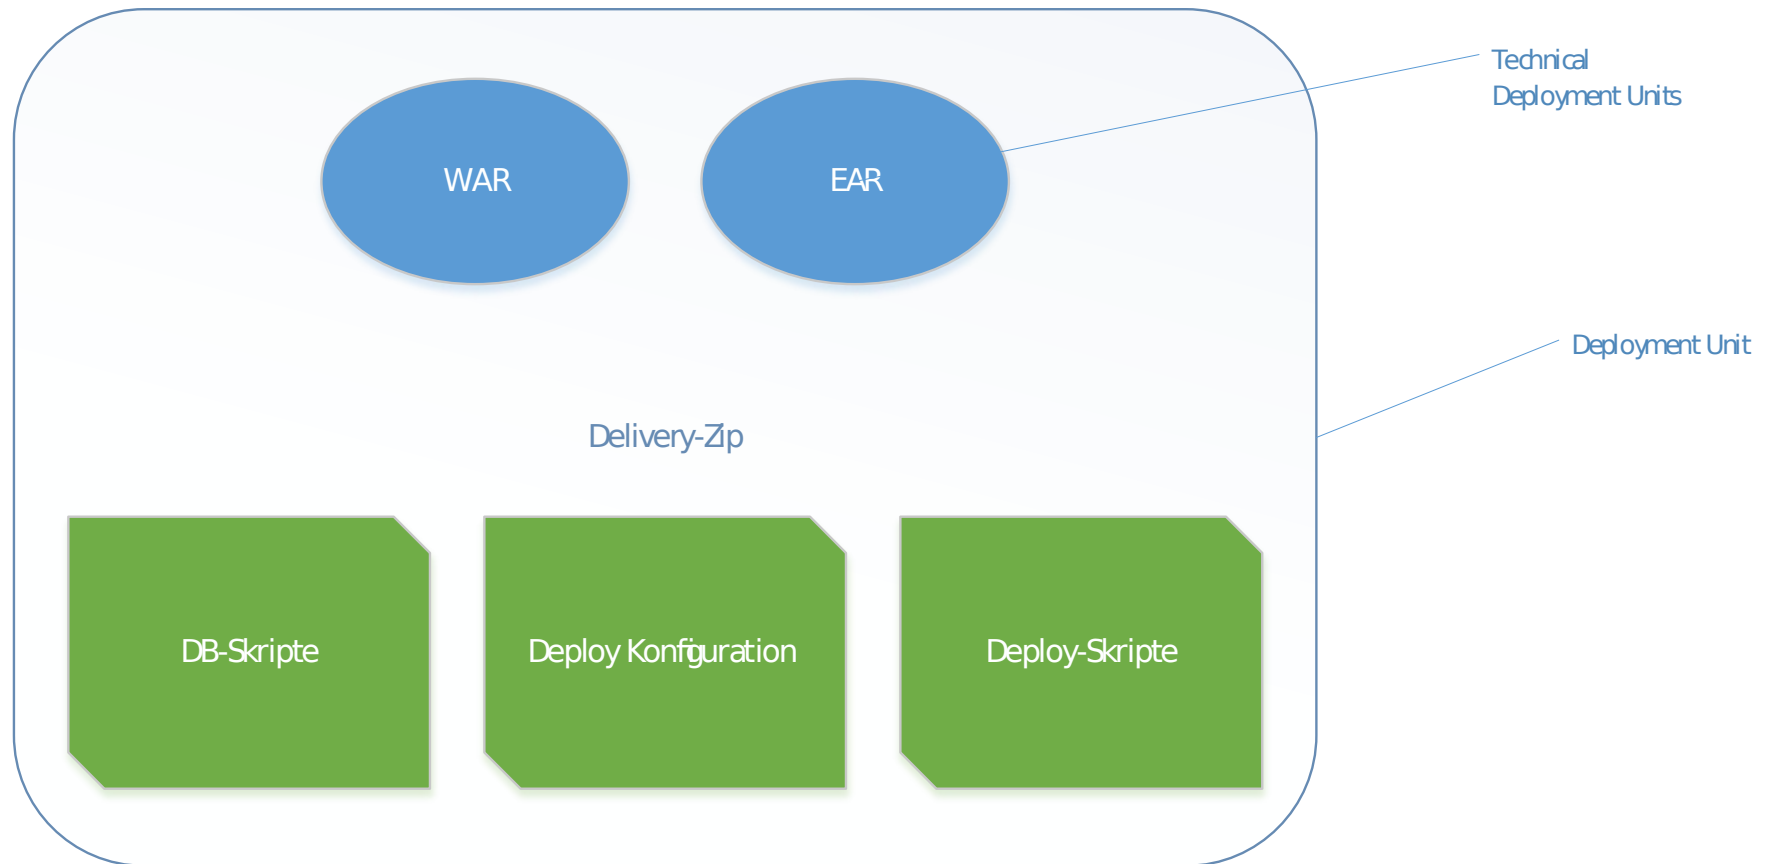 Technical
Deployment Units
WAR
EAR
Deployment Unit
Delivery-Zip
DB-Skripte
Deploy Konfiguration
Deploy-Skripte